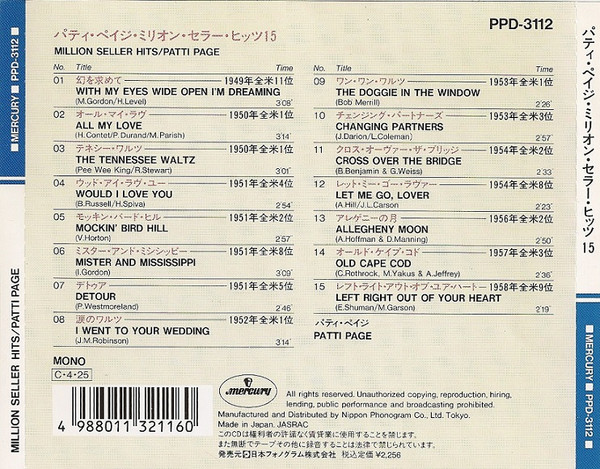 PPD-3112
パティ・ペイジ・ミリオン・セラー・ヒッツ15
MILLION SELLER HITS/PATTI PAGE
No. Title Time
01 幻を求めて 1949年全米11位
WITH MY EYES WIDE OPEN I'M DREAMING
(M.Gordon/H.Level) 3'08"
02 オール・マイ・ラヴ 1950年全米1位
ALL MY LOVE
(H.Contet/P.Durand/M.Parish) 3'14"
03 テネシー・ワルツ 1950年全米1位
THE TENNESSEE WALTZ
(Pee Wee King/R.Stewart) 3'01"
04 ウッド・アイ・ラヴ・ユー 1951年全米4位
WOULD I LOVE YOU
(B.Russell/H.Spiva) 2'54"
05 モッキン・バード・ヒル 1951年全米2位
MOCKIN' BIRD HILL
(V.Horton) 2'57"
06 ミスター・アンド・ミシシッピー 1951年全米8位
MISTER AND MISSISSIPPI
(I.Gordon) 3'09"
07 デトゥア 1951年全米5位
DETOUR
(P.Westmoreland) 2'46"
08 涙のワルツ 1952年全米1位
I WENT TO YOUR WEDDING
(J.M.Robinson) 3'14"
No. Title Time
09 ワン・ワン・ワルツ 1953年全米1位
THE DOGGIE IN THE WINDOW
(Bob Merrill) 2'26"
10 チェンジング・パートナーズ 1953年全米3位
CHANGING PARTNERS
(J.Darion/L.Coleman) 2'57"
11 クロス・オーヴァー・ザ・ブリッジ 1954年全米2位
CROSS OVER THE BRIDGE
(B.Benjamin & G.Weiss) 2'33
12 レット・ミー・ゴー・ラヴァー 1954年全米8位
LET ME GO, LOVER
(A.Hill/J.L.Carson 2'23"
13 アレゲニーの月 1956年全米2位
ALLEGHENY MOON
(A.Hoffman & D.Manning) 2'50"
14 オールド・ケイプ・コド 1957年全米3位
OLD CAPE COD
(C.Rothrock, M.Yakus & A.Jeffrey) 2'36"
15 レフト・ライト・アウト・オブ・ユア・ハート 1958年全米9位
LEFT RIGHT OUT OF YOUR HEART
(E.Shuman/M.Garson) 2'19"
パティ・ペイジ
PATTI PAGE
MONO
C・4・25
4 988011 321160
mercury
All rights reserved. Unauthorized copying, reproduction, hiring,
lending, public performance and broadcasting prohibited.
Manufactured and Distributed by Nippon Phonogram Co., Ltd. Tokyo.
Made in Japan. JASRAC
このCDは権利者の許諾なく賃貸業に使用する事を禁じます。
また無断でテープその他に録音することは法律で禁じられています。
発売元 日本フォノグラム株式会社 税込定価 ¥2,256
MILLION SELLER HITS/PATTI PAGE ■MERCURY■ PPD-3112
パティ・ペイジ・ミリオン・セラー・ヒッツ15 ■MERCURY■ PPD-3112■